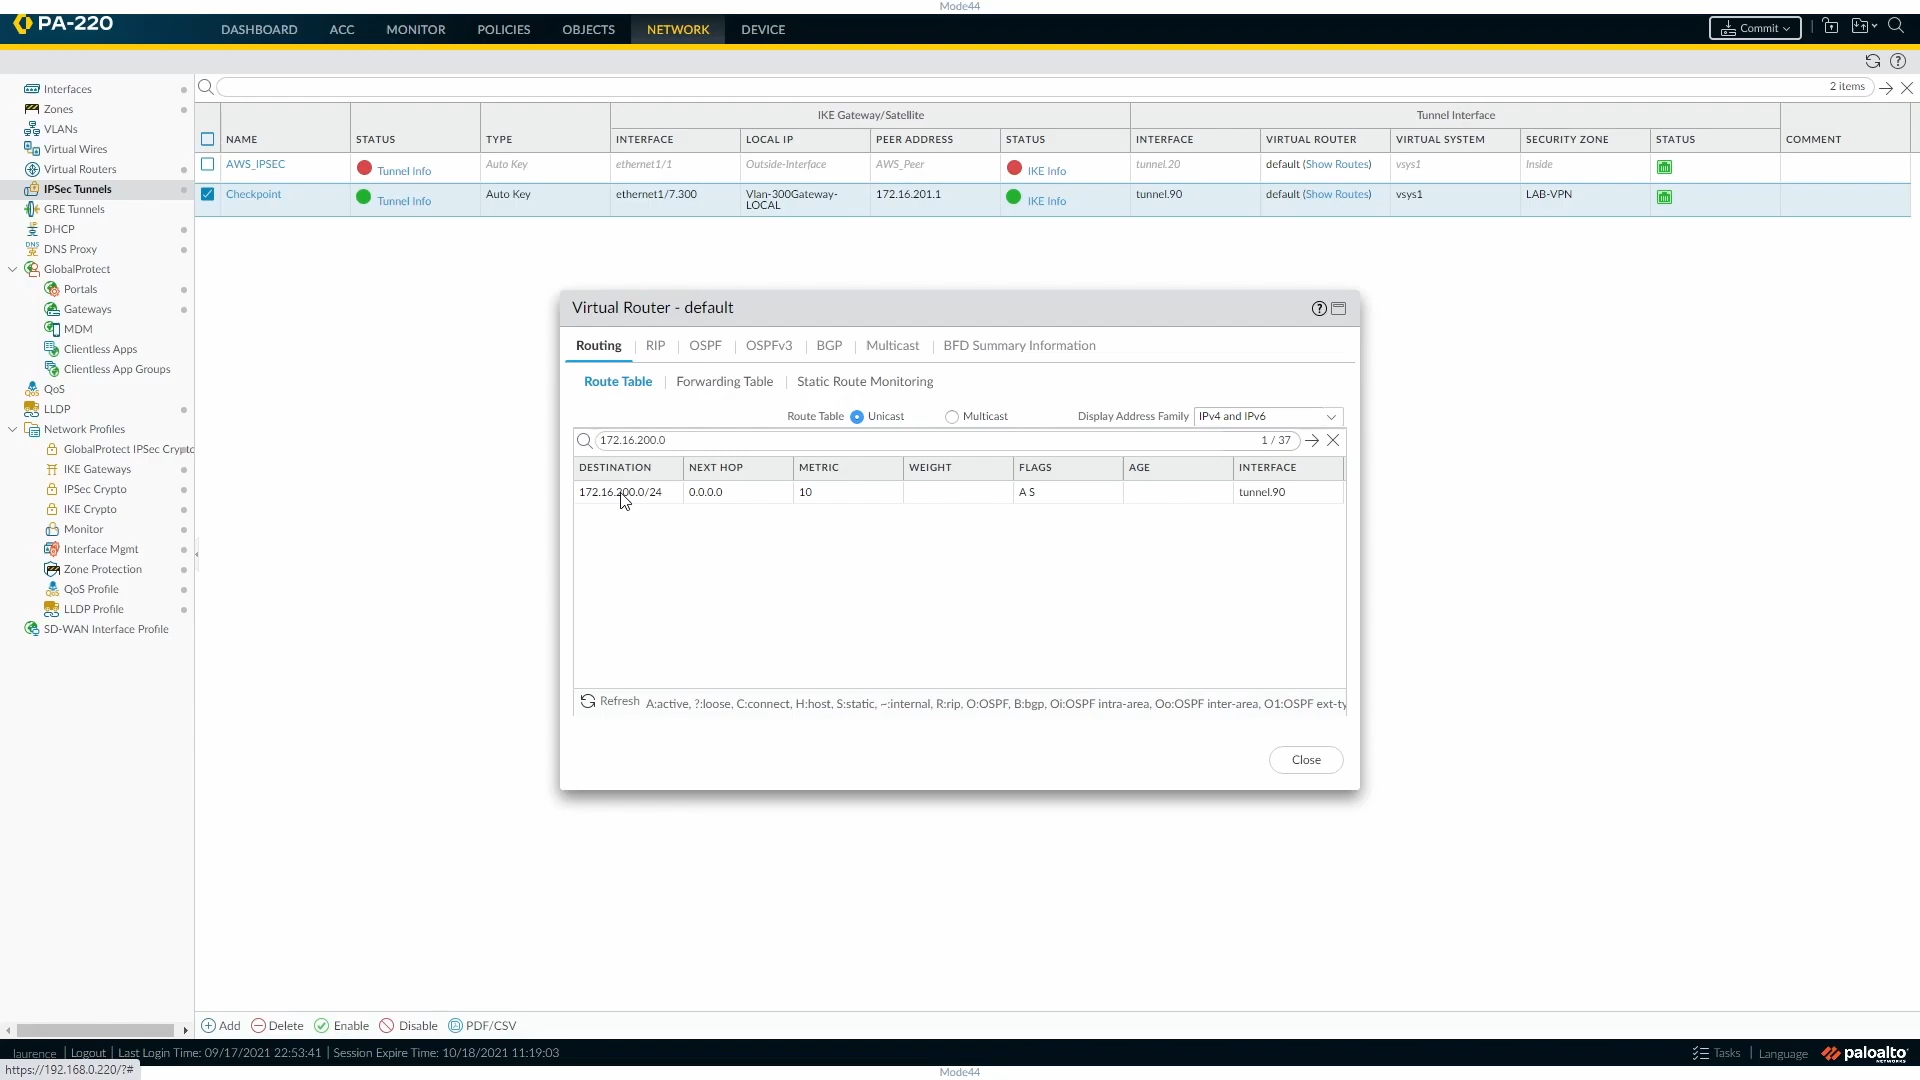 Mode44
PA-220
DASHBOARD ACC MONITOR POLICIES OBJECTS NETWORK DEVICE
Commit
2 items
IKE Gateway/Satellite Tunnel Interface
NAME STATUS TYPE INTERFACE LOCAL IP PEER ADDRESS STATUS INTERFACE VIRTUAL ROUTER VIRTUAL SYSTEM SECURITY ZONE STATUS COMMENT
AWS_IPSEC Tunnel Info Auto Key ethernet1/1 Outside-Interface AWS_Peer IKE Info tunnel.20 default (Show Routes) vsys1 Inside
Checkpoint Tunnel Info Auto Key ethernet1/7.300 Vlan-300Gateway- 172.16.201.1 IKE Info tunnel.90 default (Show Routes) vsys1 LAB-VPN
LOCAL
Interfaces
Zones
VLANs
Virtual Wires
Virtual Routers
IPSec Tunnels
GRE Tunnels
DHCP
DNS Proxy
GlobalProtect
Portals
Gateways
MDM
Clientless Apps
Clientless App Groups
QoS
LLDP
Network Profiles
GlobalProtect IPSec Crypto
IKE Gateways
IPSec Crypto
IKE Crypto
Monitor
Interface Mgmt
Zone Protection
QoS Profile
LLDP Profile
SD-WAN Interface Profile
Virtual Router - default
Routing RIP OSPF OSPFv3 BGP Multicast BFD Summary Information
Route Table Forwarding Table Static Route Monitoring
Route Table Unicast Multicast Display Address Family IPv4 and IPv6
172.16.200.0 1 / 37
DESTINATION NEXT HOP METRIC WEIGHT FLAGS AGE INTERFACE
172.16.200.0/24 0.0.0.0 10 A S tunnel.90
Refresh A:active, ?:loose, C:connect, H:host, S:static, ~:internal, R:rip, O:OSPF, B:bgp, Oi:OSPF intra-area, Oo:OSPF inter-area, O1:OSPF ext-ty
Close
Add Delete Enable Disable PDF/CSV
laurence | Logout | Last Login Time: 09/17/2021 22:53:41 | Session Expire Time: 10/18/2021 11:19:03
Tasks | Language paloalto NETWORKS
https://192.168.0.220/?#
Mode44